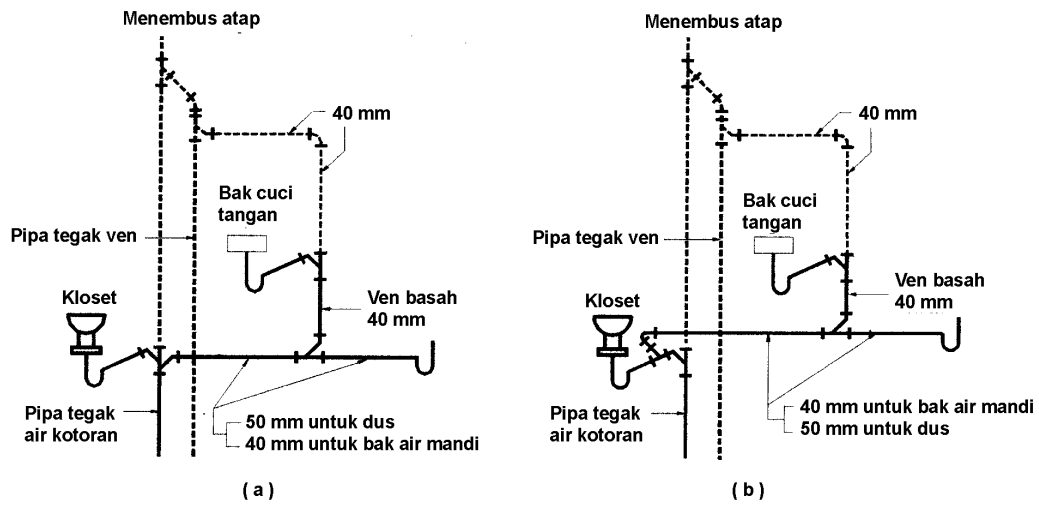 Menembus atap
40 mm
Bak cuci
tangan
Pipa tegak ven
Kloset
Ven basah
40 mm
Pipa tegak
air kotoran
50 mm untuk dus
40 mm untuk bak air mandi
( a )
Menembus atap
40 mm
Bak cuci
tangan
Pipa tegak ven
Kloset
Ven basah
40 mm
Pipa tegak
air kotoran
40 mm untuk bak air mandi
50 mm untuk dus
( b )